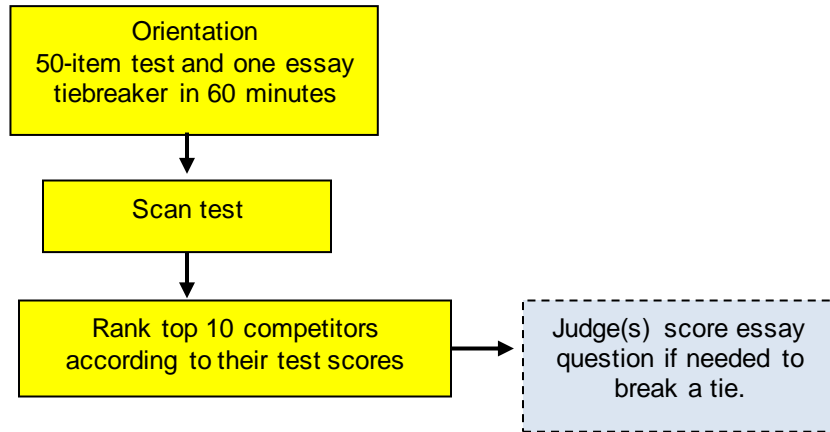 Orientation
50-item test and one essay
tiebreaker in 60 minutes
Scan test
Rank top 10 competitors
according to their test scores
Judge(s) score essay
question if needed to
break a tie.